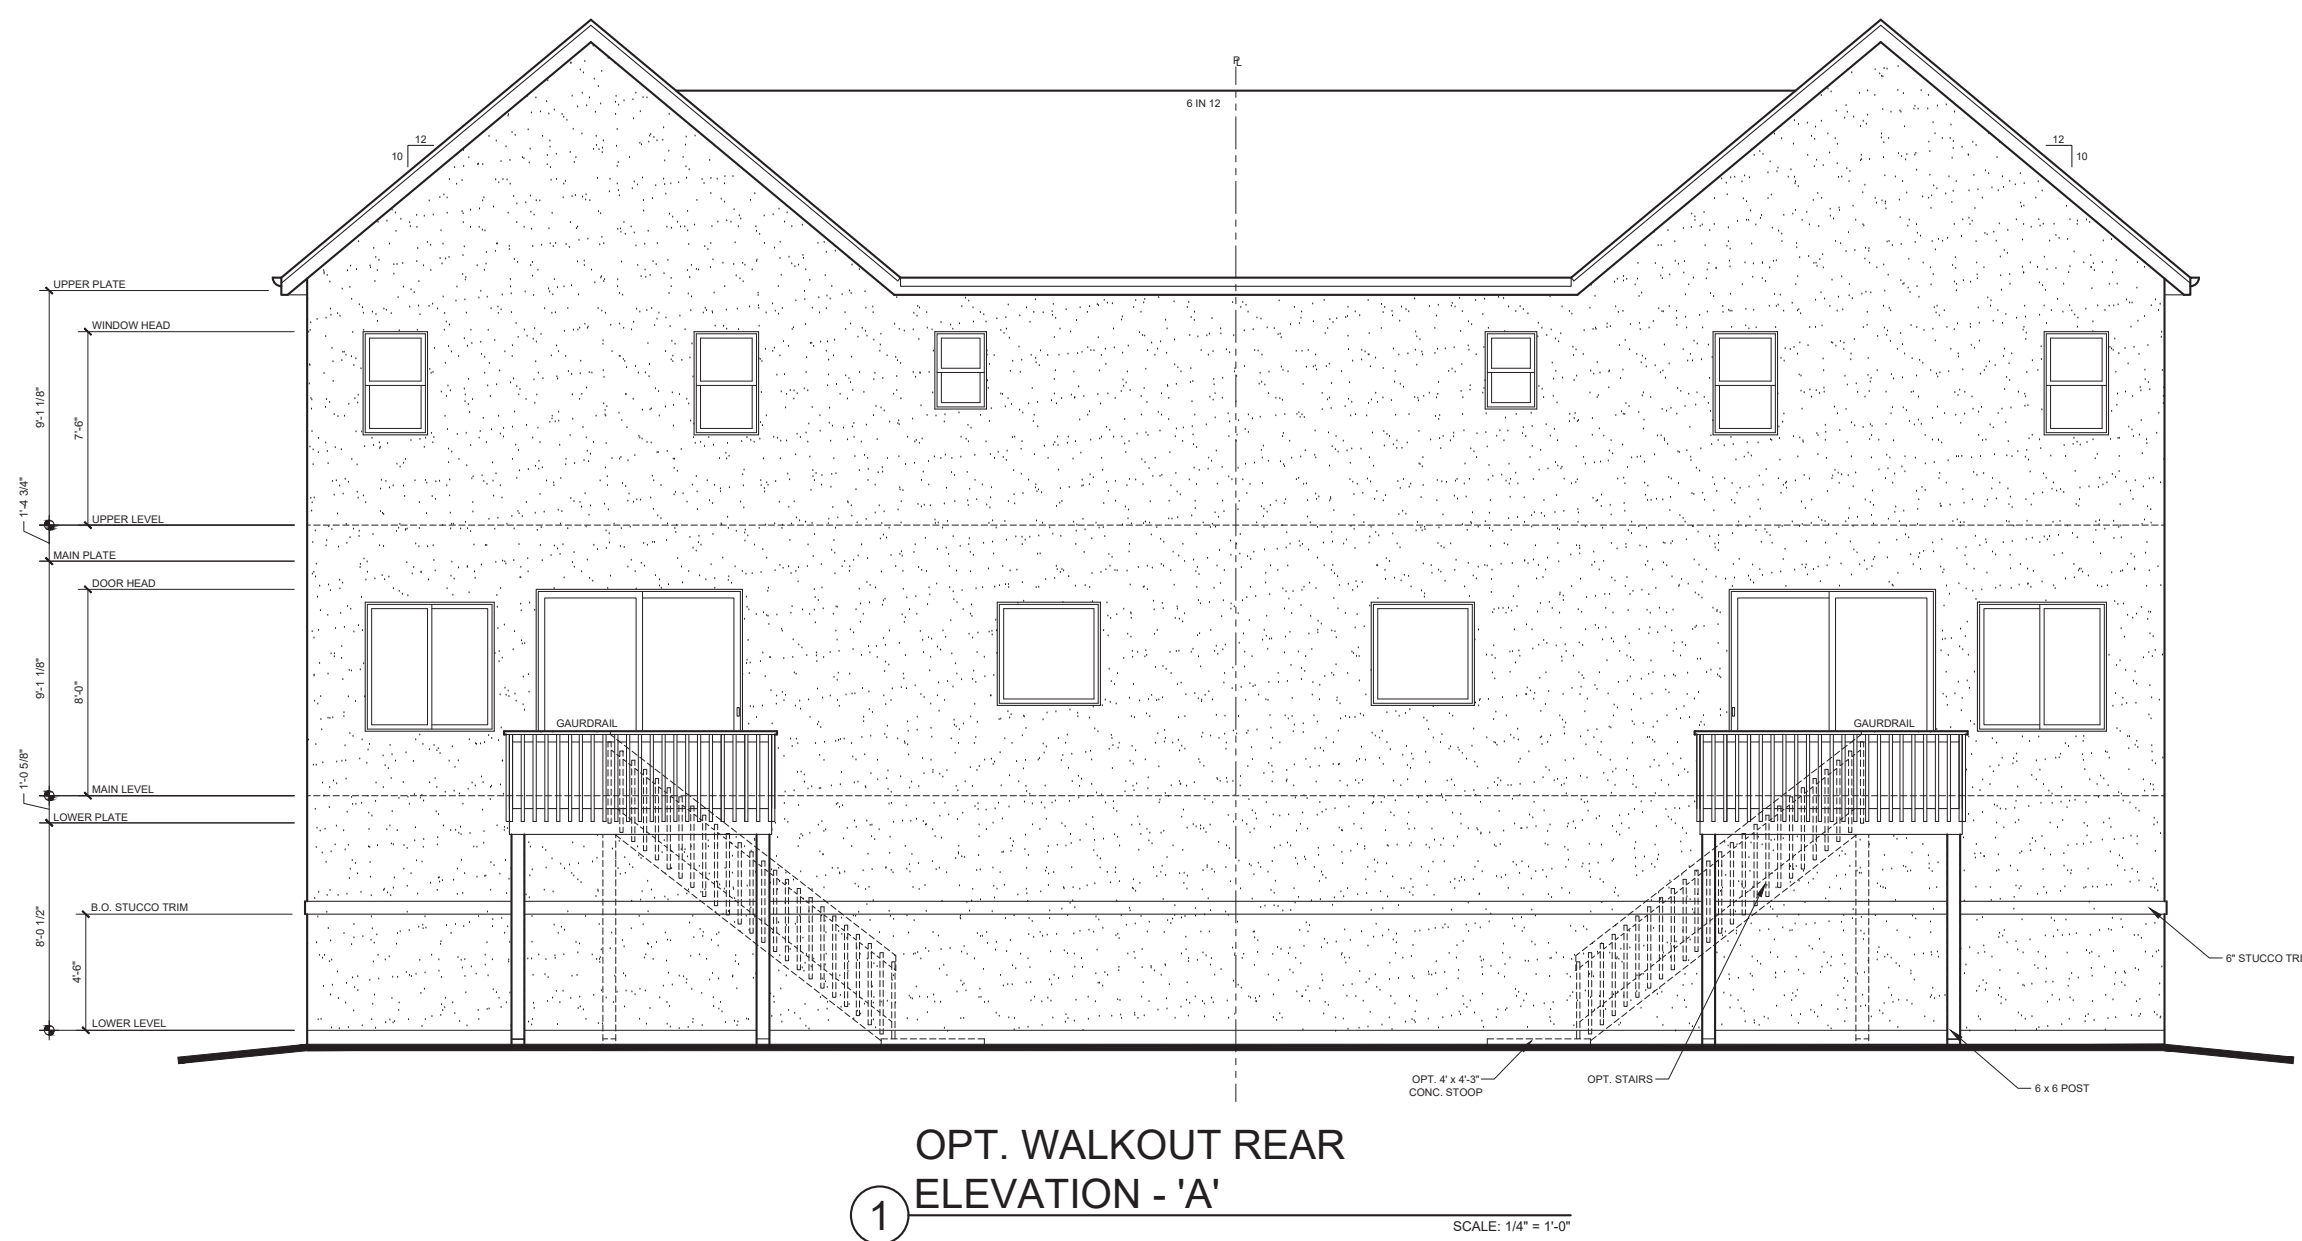 PL
6 IN 12
12
10
12
10
UPPER PLATE
WINDOW HEAD
9'-1 1/8"
7'-6"
1'-4 3/4"
UPPER LEVEL
MAIN PLATE
DOOR HEAD
9'-1 1/8"
8'-0"
GAURDRAIL
GAURDRAIL
1'-0 5/8"
MAIN LEVEL
LOWER PLATE
B.O. STUCCO TRIM
8'-0 1/2"
4'-6"
6" STUCCO TRI
LOWER LEVEL
OPT. 4' x 4'-3"
CONC. STOOP
OPT. STAIRS
6 x 6 POST
OPT. WALKOUT REAR
ELEVATION - 'A'
1
SCALE: 1/4" = 1'-0"